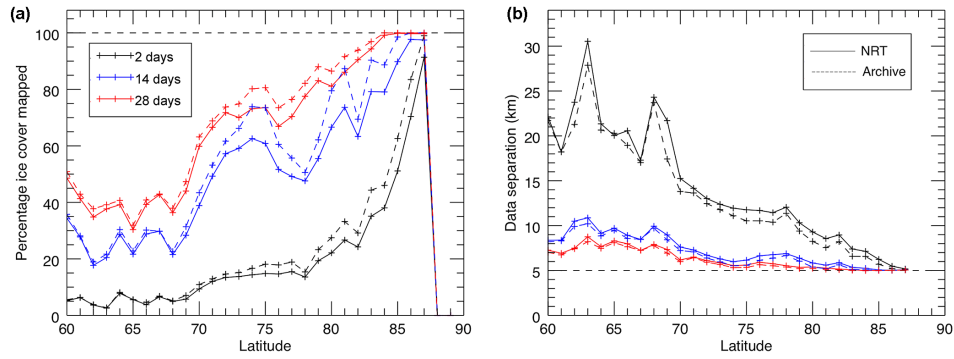 (a)
100
80
60
40
20
0
Percentage ice cover mapped
2 days
14 days
28 days
60 65 70 75 80 85 90
Latitude
(b)
30
25
20
15
10
5
0
Data separation (km)
NRT
Archive
60 65 70 75 80 85 90
Latitude